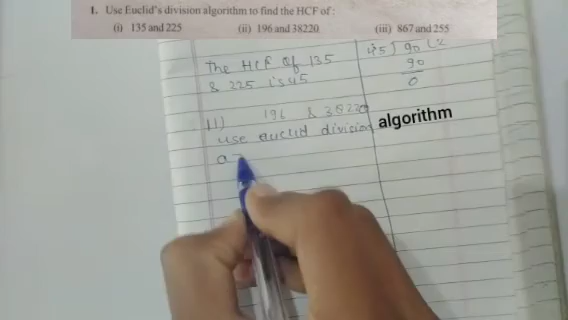 1. Use Euclid's division algorithm to find the HCF of :
(i) 135 and 225 (ii) 196 and 38220 (iii) 867 and 255
The HCF of 135
& 225 is 45
45 ) 90 ( 2
90
0
11) 196 & 38220
use euclid division algorithm
a =